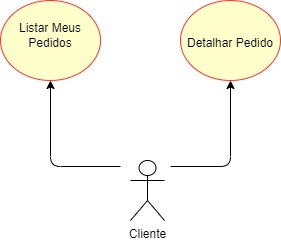 Listar Meus
Pedidos
Detalhar Pedido
Cliente